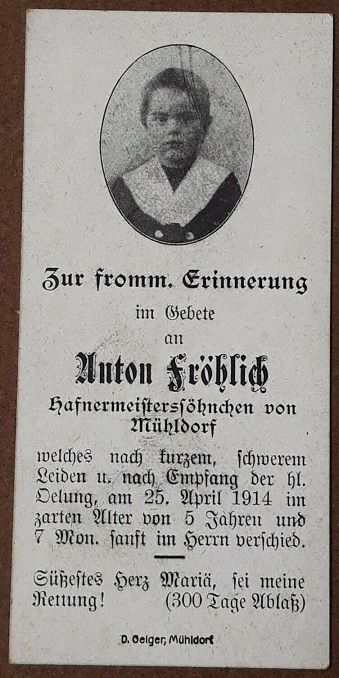 Zur fromm. Erinnerung
im Gebete
an
Anton Fröhlich
Hafnermeisterssöhnchen von
Mühldorf
welches nach kurzem, schwerem
Leiden u. nach Empfang der hl.
Oelung, am 25. April 1914 im
zarten Alter von 5 Jahren und
7 Mon. sanft im Herrn verschied.
Süßestes Herz Mariä, sei meine
Rettung! (300 Tage Ablaß)
D. Geiger, Mühldorf